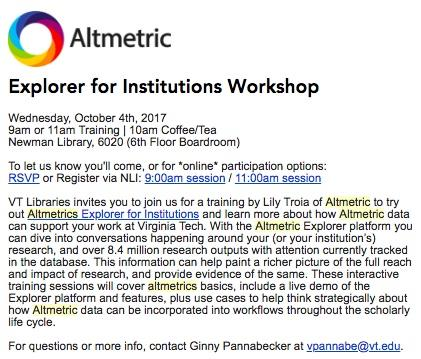 Altmetric
Explorer for Institutions Workshop
Wednesday, October 4th, 2017
9am or 11am Training | 10am Coffee/Tea
Newman Library, 6020 (6th Floor Boardroom)
To let us know you'll come, or for *online* participation options:
RSVP or Register via NLI: 9:00am session / 11:00am session
VT Libraries invites you to join us for a training by Lily Troia of Altmetric to try
out Altmetrics Explorer for Institutions and learn more about how Altmetric data
can support your work at Virginia Tech. With the Altmetric Explorer platform you
can dive into conversations happening around your (or your institution's)
research, and over 8.4 million research outputs with attention currently tracked
in the database. This information can help paint a richer picture of the full reach
and impact of research, and provide evidence of the same. These interactive
training sessions will cover altmetrics basics, include a live demo of the
Explorer platform and features, plus use cases to help think strategically about
how Altmetric data can be incorporated into workflows throughout the scholarly
life cycle.
For questions or more info, contact Ginny Pannabecker at vpannabe@vt.edu.